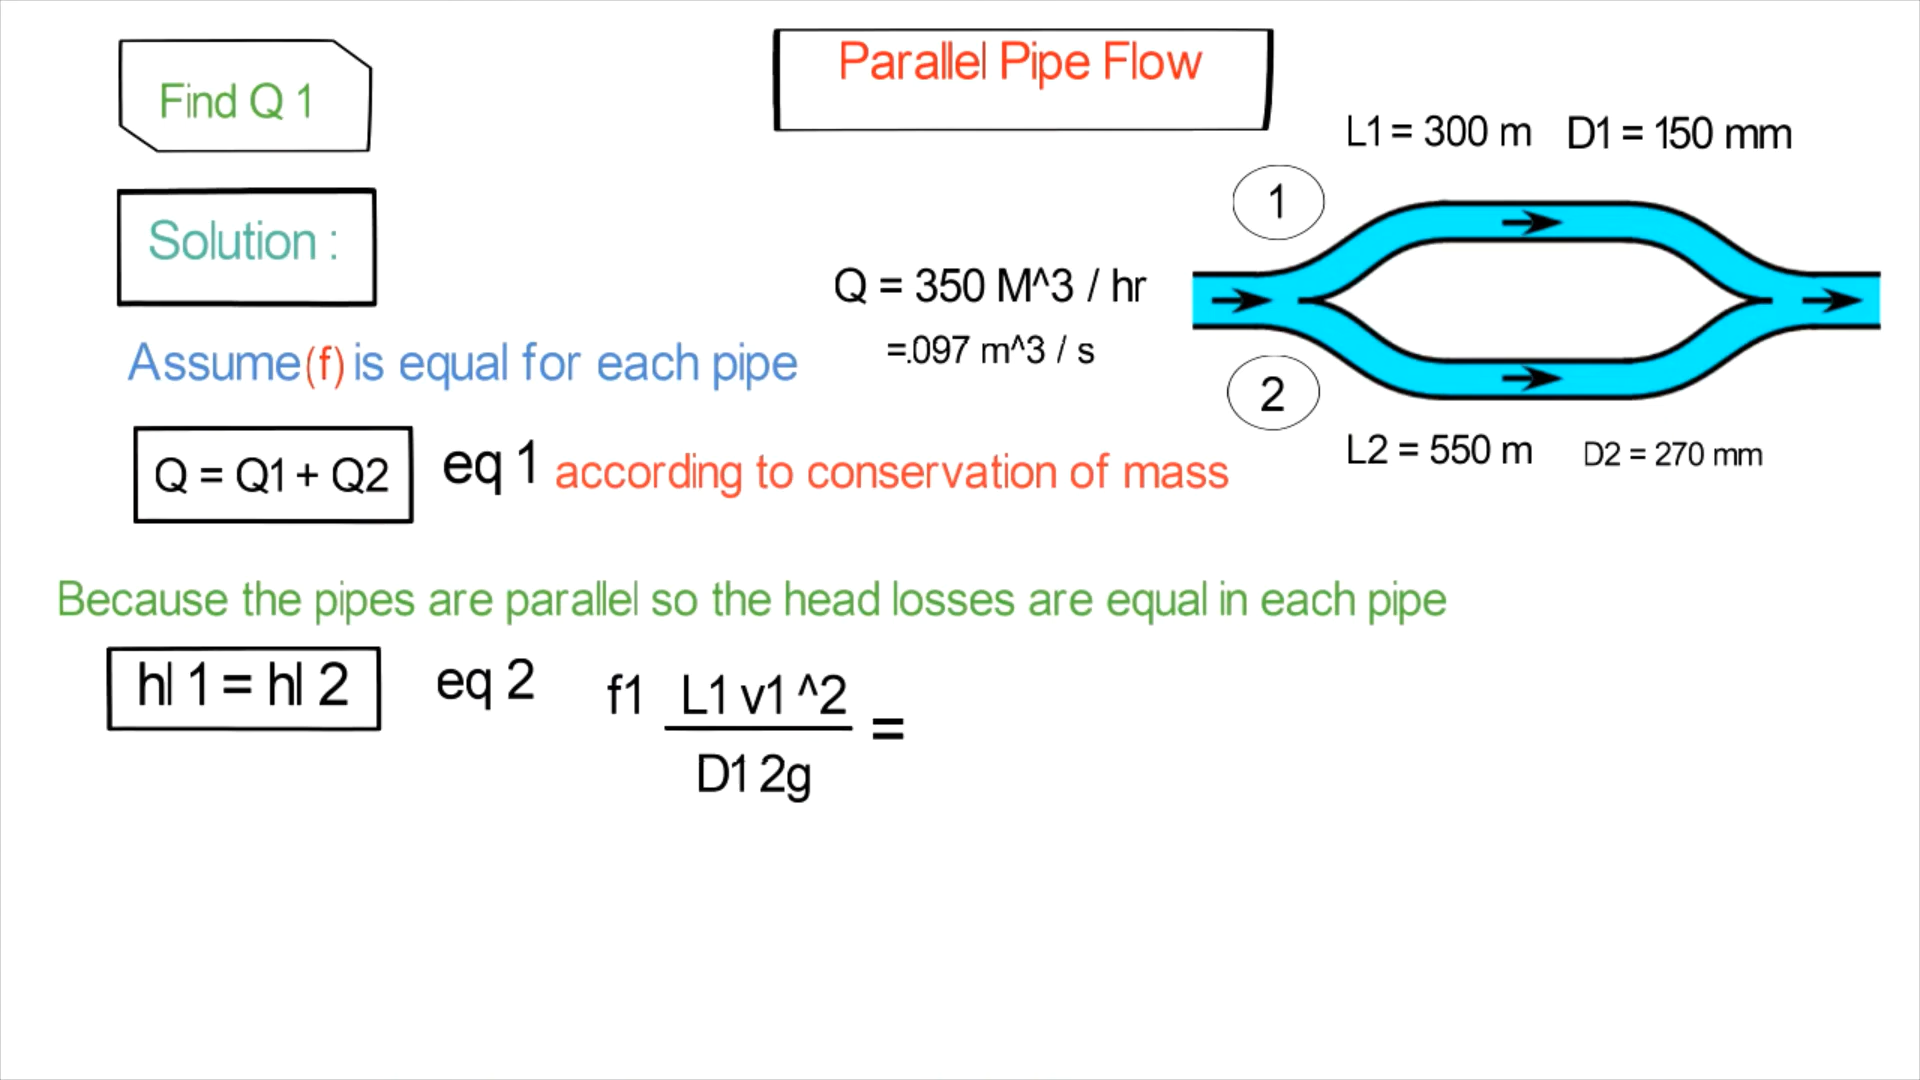 Parallel Pipe Flow
Find Q 1
L1 = 300 m D1 = 150 mm
1
Solution :
Q = 350 M^3 / hr
=.097 m^3 / s
Assume (f) is equal for each pipe
2
L2 = 550 m D2 = 270 mm
Q = Q1 + Q2 eq 1 according to conservation of mass
Because the pipes are parallel so the head losses are equal in each pipe
hl 1 = hl 2 eq 2 f1 L1 v1 ^2 =
D1 2g